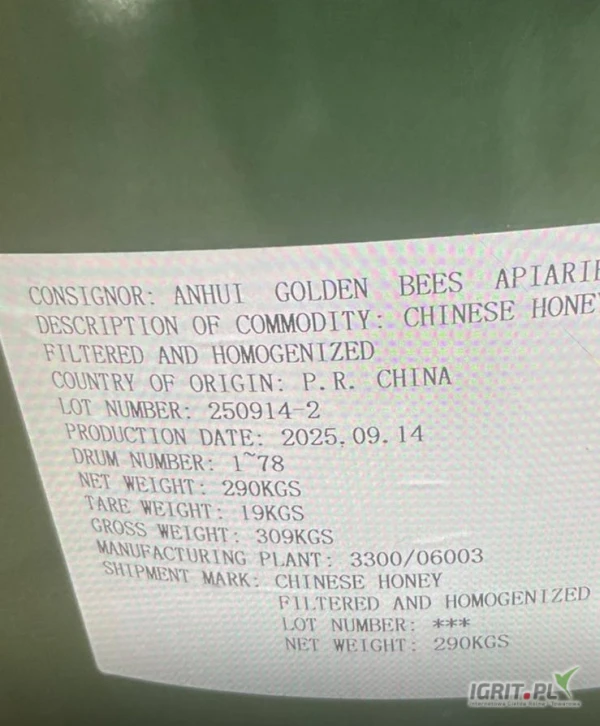 CONSIGNOR: ANHUI GOLDEN BEES APIARIE
DESCRIPTION OF COMMODITY: CHINESE HONEY
FILTERED AND HOMOGENIZED
COUNTRY OF ORIGIN: P.R. CHINA
LOT NUMBER: 250914-2
PRODUCTION DATE: 2025.09.14
DRUM NUMBER: 1~78
NET WEIGHT: 290KGS
TARE WEIGHT: 19KGS
GROSS WEIGHT: 309KGS
MANUFACTURING PLANT: 3300/06003
SHIPMENT MARK: CHINESE HONEY
FILTERED AND HOMOGENIZED
LOT NUMBER: ***
NET WEIGHT: 290KGS
IGRIT.PL